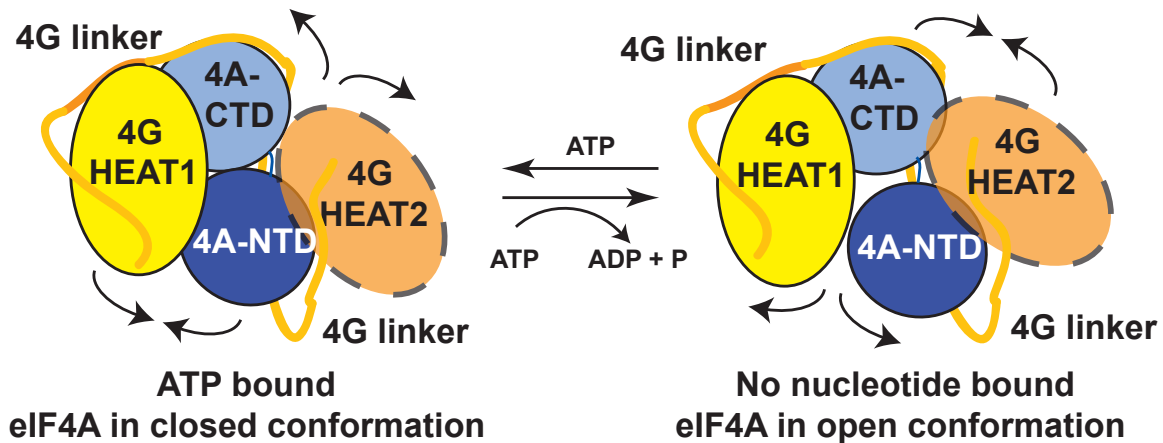 4G linker
4A-
CTD
4G
HEAT1
4G
HEAT2
4A-NTD
4G linker
ATP bound
eIF4A in closed conformation
ATP
ATP
ADP + P
4G linker
4A-
CTD
4G
HEAT1
4G
HEAT2
4A-NTD
4G linker
No nucleotide bound
eIF4A in open conformation